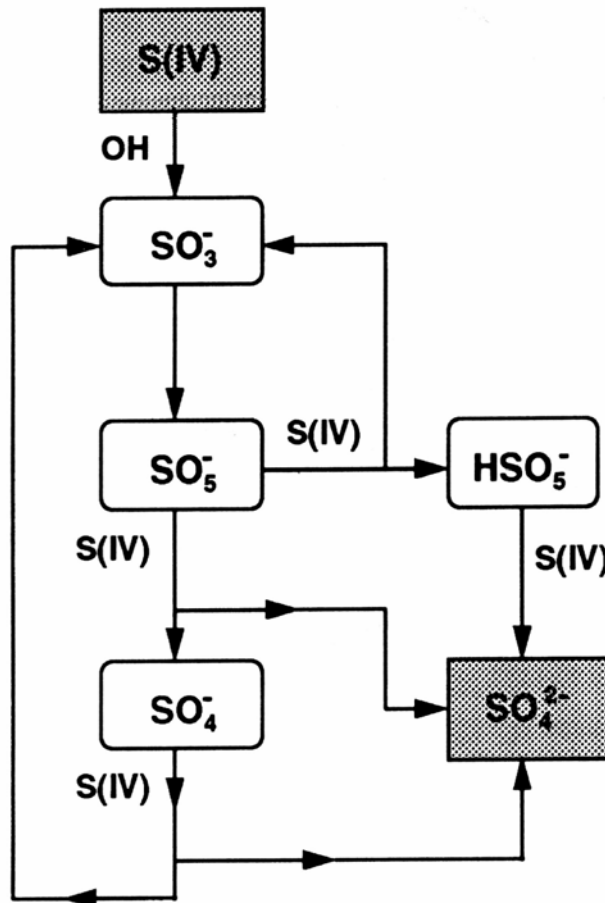 S(IV)
OH
SO₃⁻
S(IV)
SO₅⁻
HSO₅⁻
S(IV)
S(IV)
SO₄⁻
SO₄²⁻
S(IV)